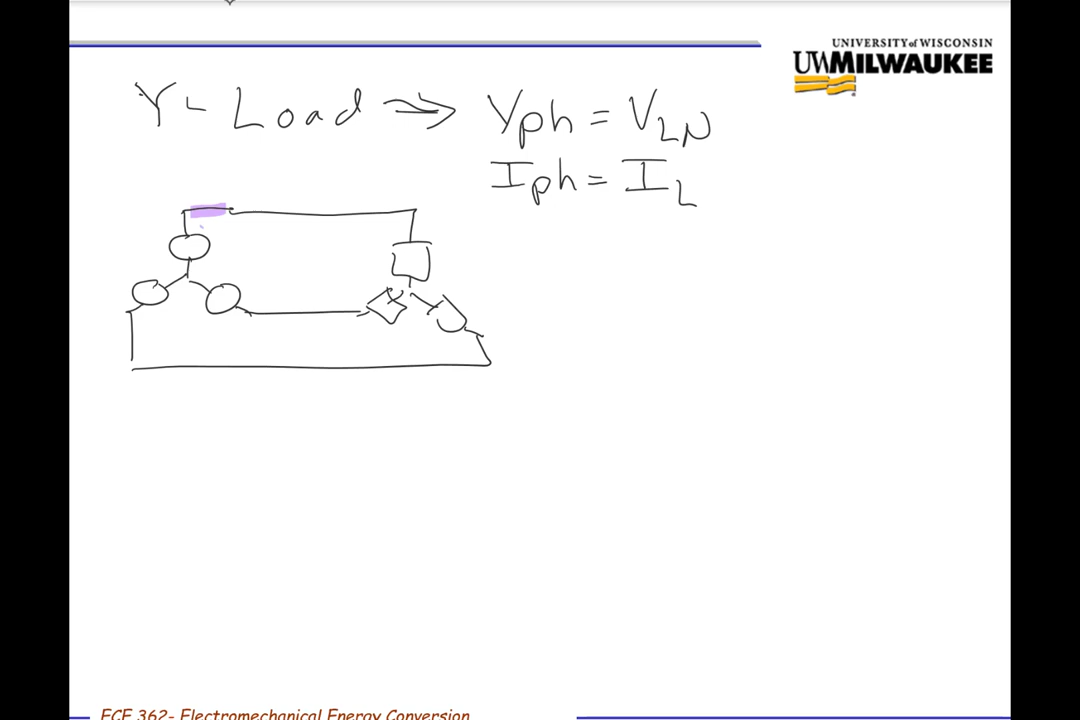 UNIVERSITY of WISCONSIN
UWMILWAUKEE
Y- Load ⇒ Vph = VLN
Iph = IL
ECE 362- Electromechanical Energy Conversion